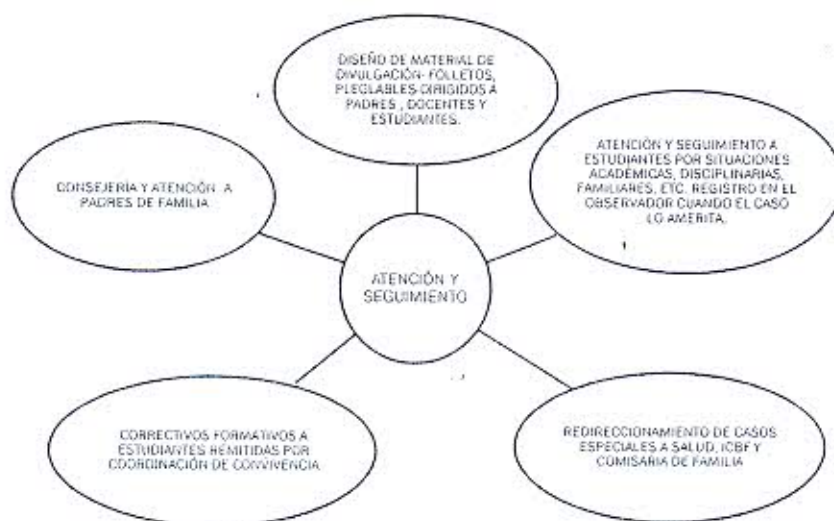 DISEÑO DE MATERIAL DE
DIVULGACIÓN- FOLLETOS,
PLEGLABLES DIRIGIDOS A
PADRES , DOCENTES Y
ESTUDIANTES.
CONSEJERÍA Y ATENCIÓN A
PADRES DE FAMILIA
ATENCIÓN Y SEGUIMIENTO A
ESTUDIANTES POR SITUACIONES
ACADÉMICAS, DISCIPLINARIAS,
FAMILIARES, ETC. REGISTRO EN EL
OBSERVADOR CUANDO EL CASO
LO AMERITA.
ATENCIÓN Y
SEGUIMIENTO
CORRECTIVOS FORMATIVOS A
ESTUDIANTES REMITIDAS POR
COORDINACIÓN DE CONVIVENCIA
REDIRECCIONAMIENTO DE CASOS
ESPECIALES A SALUD, ICBF Y
COMISARIA DE FAMILIA